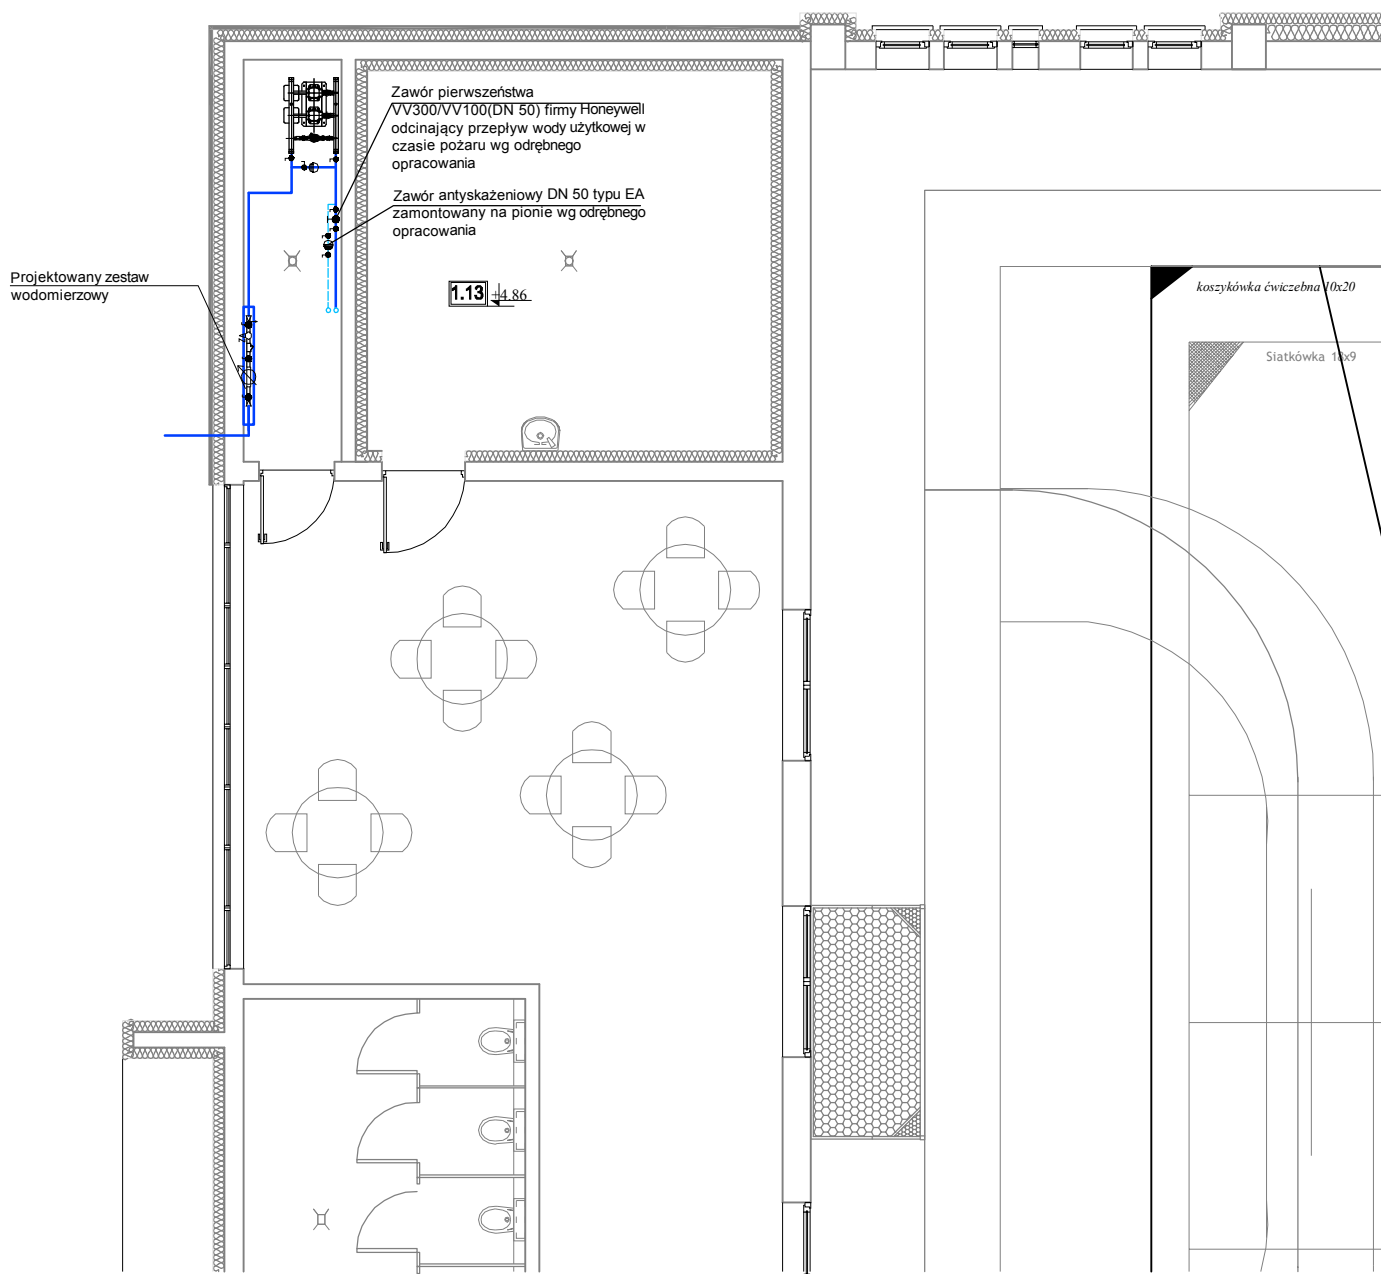 Zawór pierwszeństwa
VV300/VV100(DN 50) firmy Honeywell
odcinający przepływ wody użytkowej w
czasie pożaru wg odrębnego
opracowania
Zawór antyskażeniowy DN 50 typu EA
zamontowany na pionie wg odrębnego
opracowania
Projektowany zestaw
wodomierzowy
1.13 +4.86
koszykówka ćwiczebna 10x20
Siatkówka 18x9